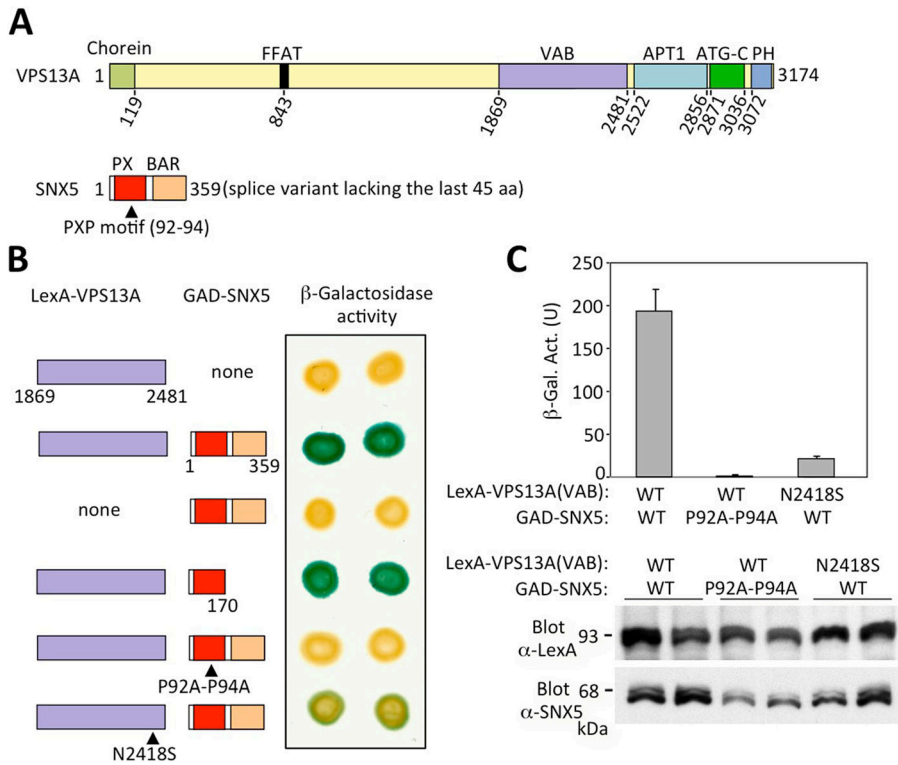 A
Chorein FFAT VAB APT1 ATG-C PH
VPS13A 1 3174
119 843 1869 2481 2522 2856 2871 3036 3072
PX BAR
SNX5 1 359 (splice variant lacking the last 45 aa)
PXP motif (92-94)
B
LexA-VPS13A GAD-SNX5 β-Galactosidase
activity
none
1869 2481
1 359
none
170
P92A-P94A
N2418S
C
β-Gal. Act. (U)
250
200
150
100
50
0
LexA-VPS13A(VAB): WT WT N2418S
GAD-SNX5: WT P92A-P94A WT
LexA-VPS13A(VAB): WT WT N2418S
GAD-SNX5: WT P92A-P94A WT
Blot
α-LexA
93
Blot
α-SNX5
68
kDa